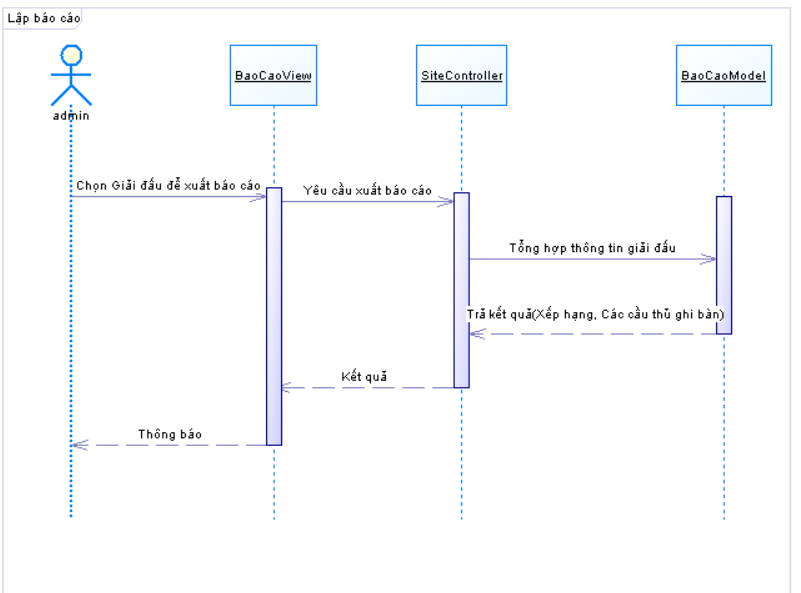 Lập báo cáo
BaoCaoView
SiteController
BaoCaoModel
admin
Chọn Giải đấu để xuất báo cáo
Yêu cầu xuất báo cáo
Tổng hợp thông tin giải đấu
Trả kết quả(Xếp hạng, Các cầu thủ ghi bàn)
Kết quả
Thông báo